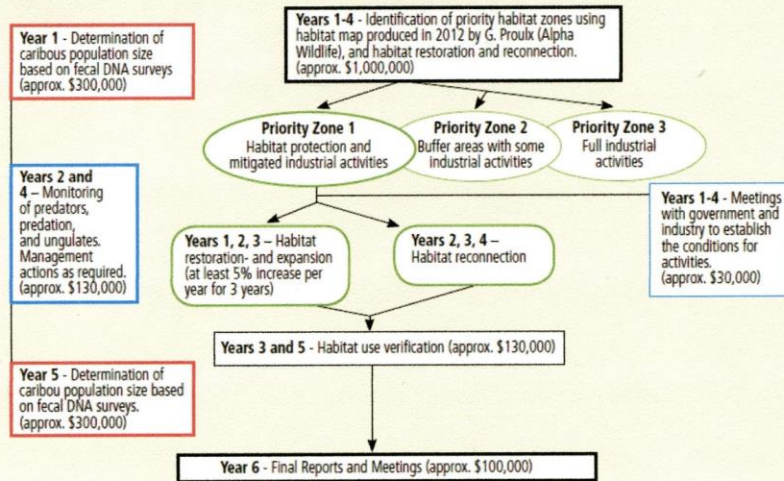 Year 1 - Determination of
caribous population size
based on fecal DNA surveys
(approx. $300,000)
Years 1-4 - Identification of priority habitat zones using
habitat map produced in 2012 by G. Proulx (Alpha
Wildlife), and habitat restoration and reconnection.
(approx. $1,000,000)
Priority Zone 1
Habitat protection and
mitigated industrial activities
Priority Zone 2
Buffer areas with some
industrial activities
Priority Zone 3
Full industrial
activities
Years 2 and
4 – Monitoring
of predators,
predation,
and ungulates.
Management
actions as required.
(approx. $130,000)
Years 1-4 - Meetings
with government and
industry to establish
the conditions for
activities.
(approx. $30,000)
Years 1, 2, 3 – Habitat
restoration- and expansion
(at least 5% increase per
year for 3 years)
Years 2, 3, 4 –
Habitat reconnection
Years 3 and 5 - Habitat use verification (approx. $130,000)
Year 5 - Determination of
caribou population size based
on fecal DNA surveys.
(approx. $300,000)
Year 6 - Final Reports and Meetings (approx. $100,000)